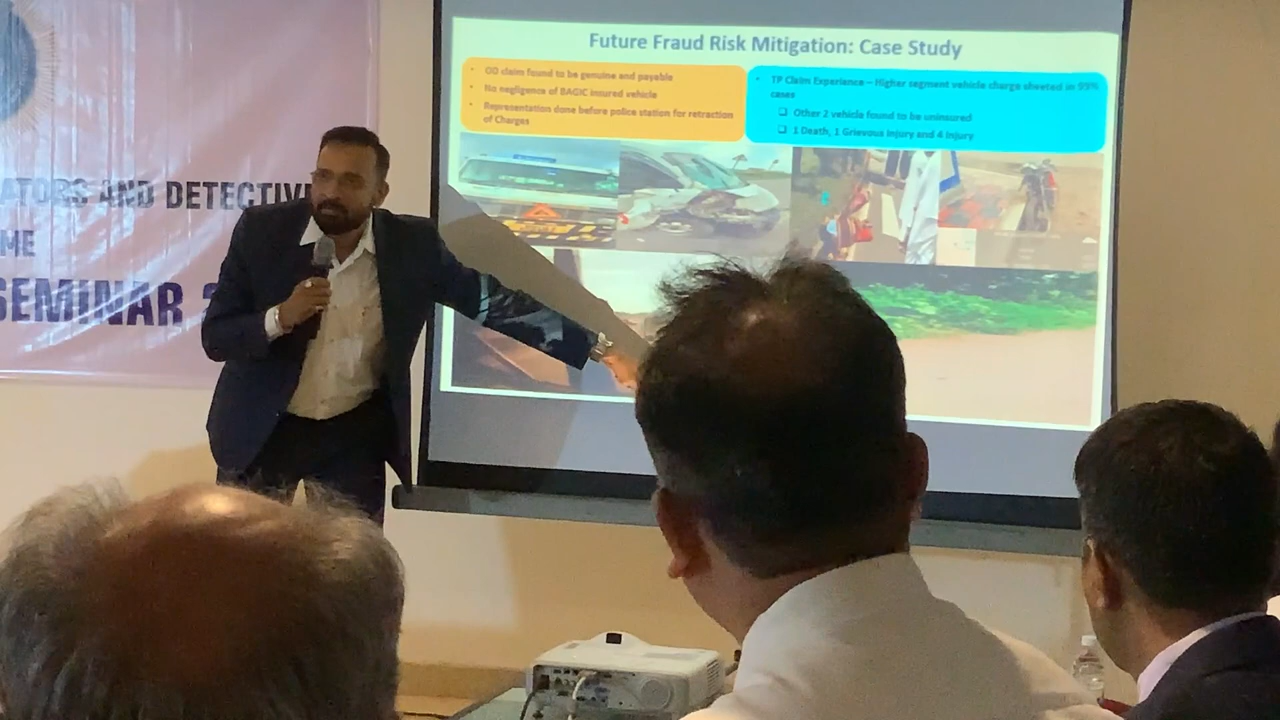 ATORS AND DETECTIV
ME
SEMINAR 2
Future Fraud Risk Mitigation: Case Study
OD claim found to be genuine and payable
No negligence of BAGIC insured vehicle
Representation done before police station for retraction
of Charges
TP Claim Experience – Higher segment vehicle charge sheeted in 99%
cases
Other 2 vehicle found to be uninsured
1 Death, 1 Grievous Injury and 4 Injury